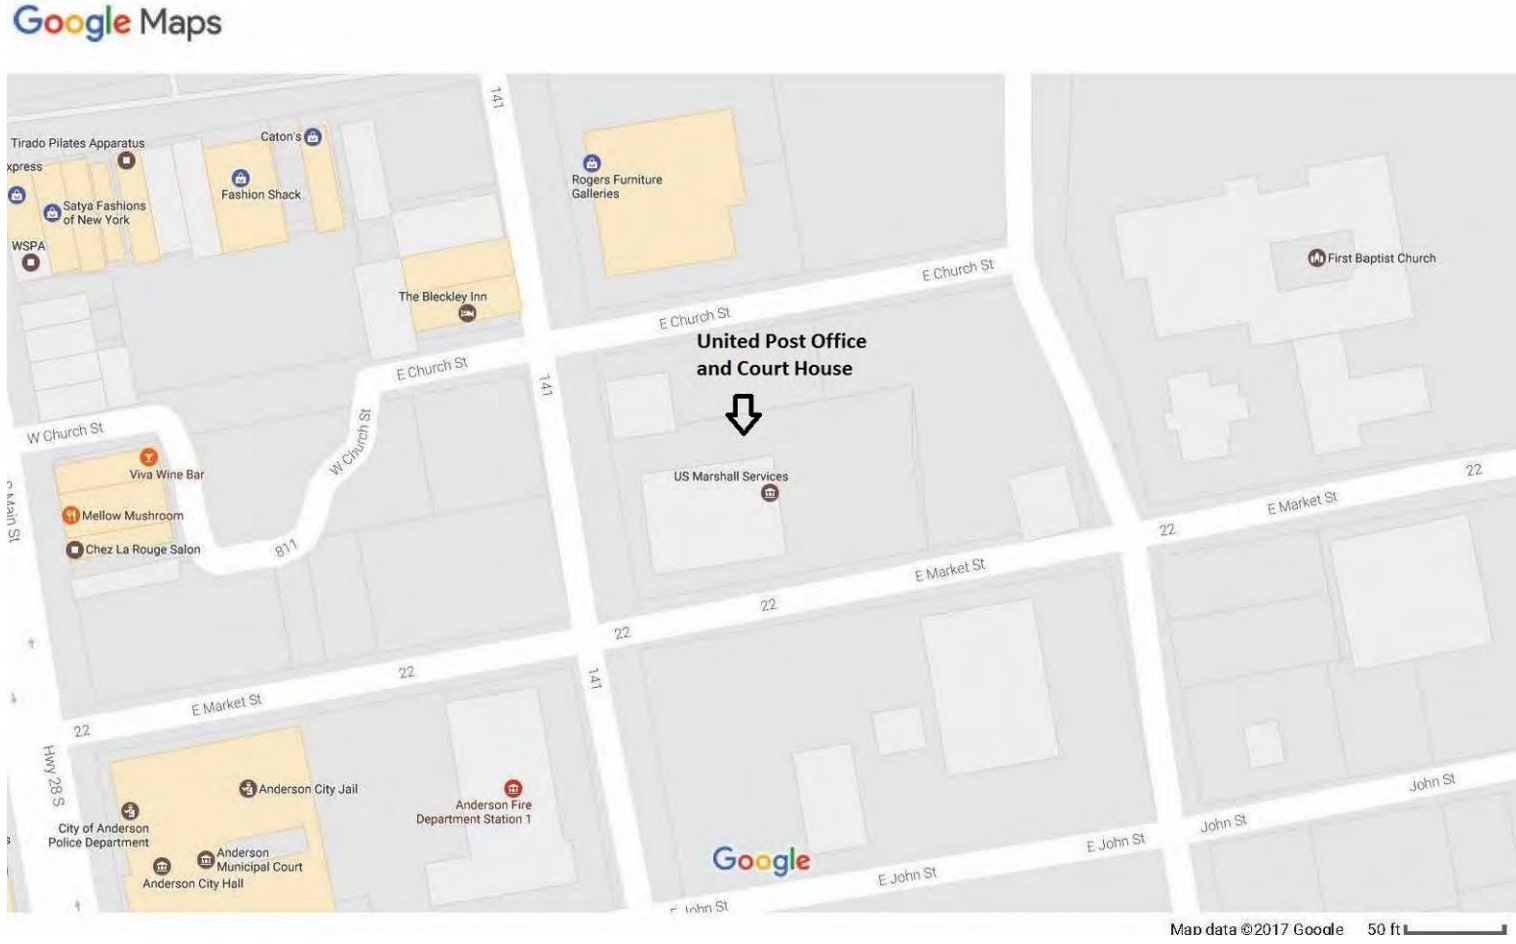 Google Maps
141
Tirado Pilates Apparatus
Caton's
xpress
Fashion Shack
Rogers Furniture
Galleries
Satya Fashions
of New York
WSPA
First Baptist Church
E Church St
The Bleckley Inn
E Church St
United Post Office
and Court House
E Church St
141
W Church St
W Church St
Viva Wine Bar
US Marshall Services
22
E Market St
Mellow Mushroom
Main St
Chez La Rouge Salon
811
22
E Market St
22
22
22
141
E Market St
22
Hwy 28 S
Anderson City Jail
John St
Anderson Fire
Department Station 1
City of Anderson
Police Department
John St
E John St
Anderson
Municipal Court
Google
Anderson City Hall
E John St
John St
Map data ©2017 Google 50 ft